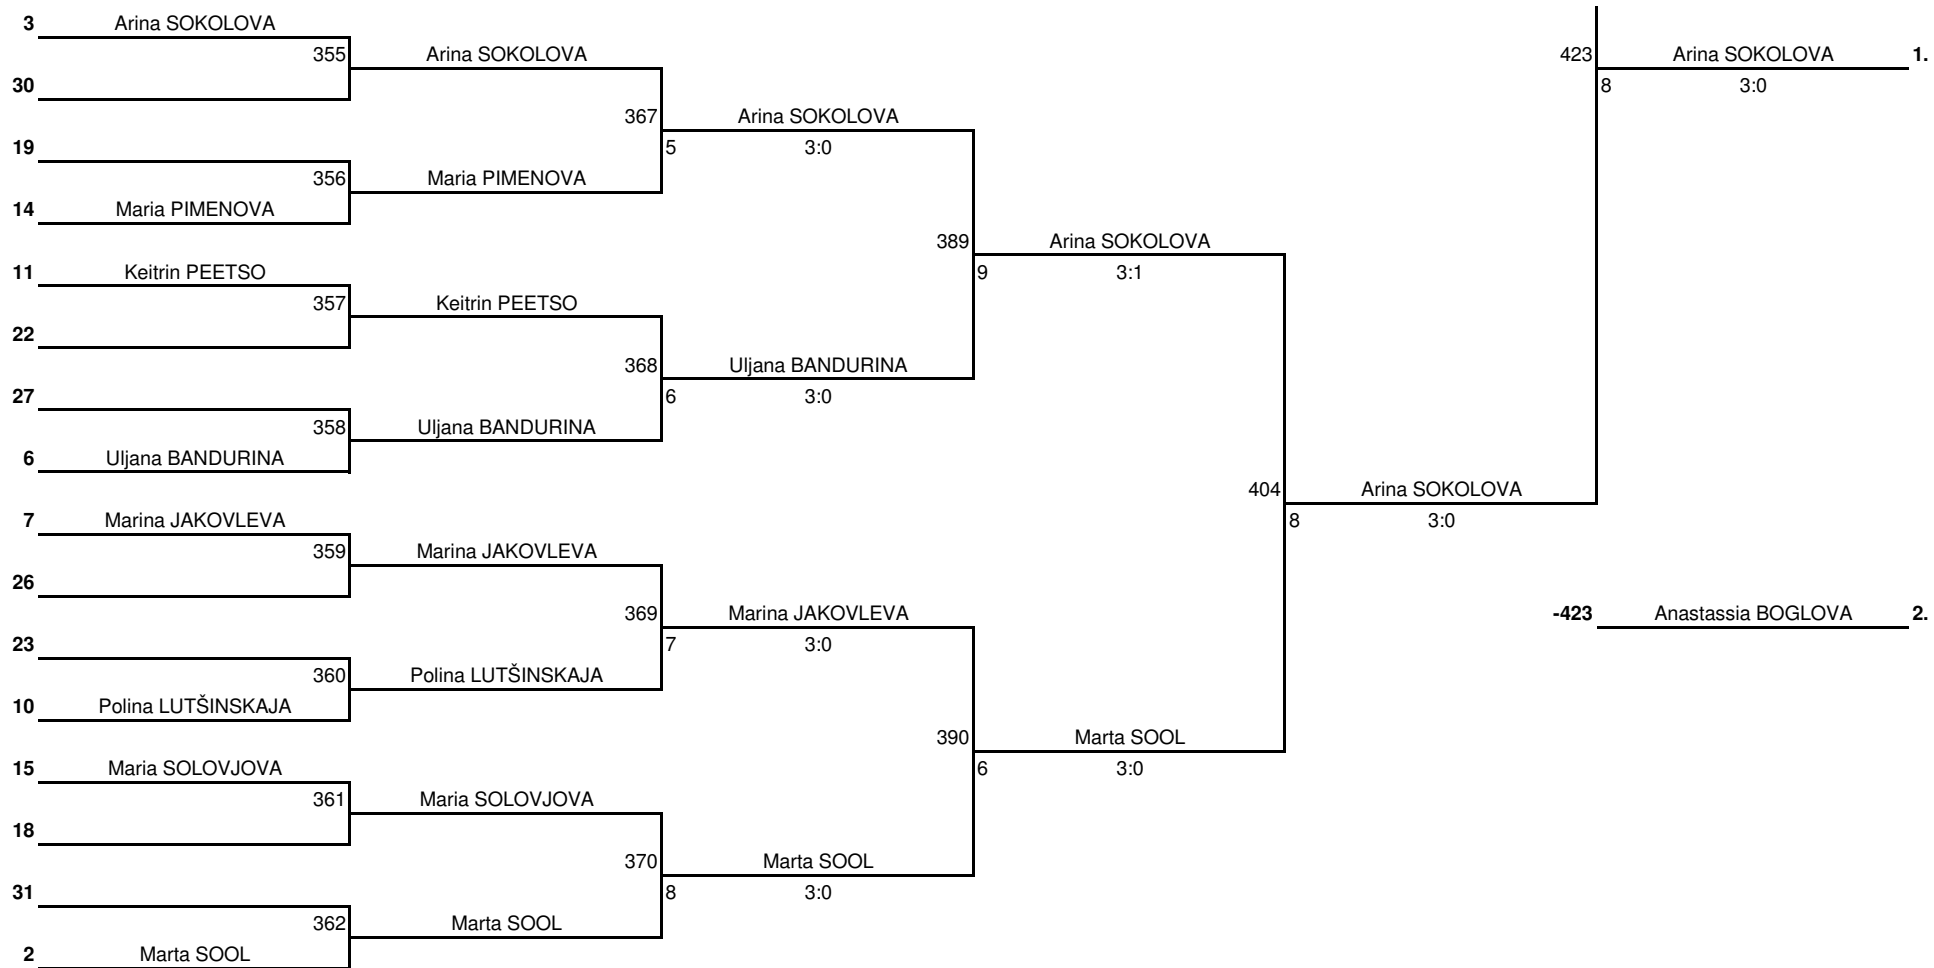 3 Arina SOKOLOVA
423 Arina SOKOLOVA 1.
355 Arina SOKOLOVA
30
8 3:0
367 Arina SOKOLOVA
19
5 3:0
356 Maria PIMENOVA
14 Maria PIMENOVA
389 Arina SOKOLOVA
11 Keitrin PEETSO
9 3:1
357 Keitrin PEETSO
22
368 Uljana BANDURINA
27
6 3:0
358 Uljana BANDURINA
6 Uljana BANDURINA
404 Arina SOKOLOVA
7 Marina JAKOVLEVA
8 3:0
359 Marina JAKOVLEVA
26
369 Marina JAKOVLEVA
-423 Anastassia BOGLOVA 2.
23
7 3:0
360 Polina LUTŠINSKAJA
10 Polina LUTŠINSKAJA
390 Marta SOOL
15 Maria SOLOVJOVA
6 3:0
361 Maria SOLOVJOVA
18
370 Marta SOOL
31
8 3:0
362 Marta SOOL
2 Marta SOOL